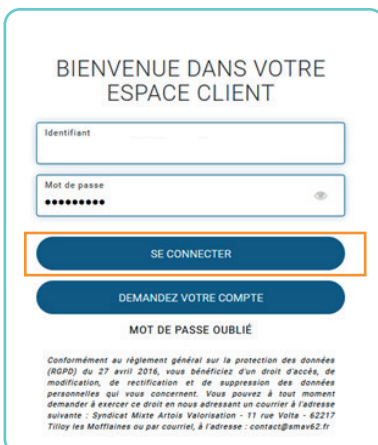 BIENVENUE DANS VOTRE
ESPACE CLIENT
Identifiant
Mot de passe
•••••••••
SE CONNECTER
DEMANDEZ VOTRE COMPTE
MOT DE PASSE OUBLIÉ
Conformément au règlement général sur la protection des données
(RGPD) du 27 avril 2016, vous bénéficiez d'un droit d'accès, de
modification, de rectification et de suppression des données
personnelles qui vous concernent. Vous pouvez à tout moment
demander à exercer ce droit en nous adressant un courrier à l'adresse
suivante : Syndicat Mixte Artois Valorisation - 11 rue Volta - 62217
Tilloy les Mofflaines ou par courriel, à l'adresse : contact@smav62.fr